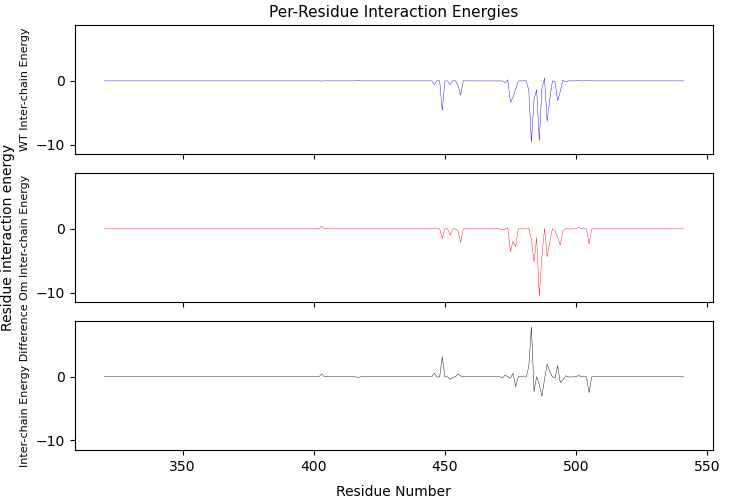 Per-Residue Interaction Energies
WT Inter-chain Energy
0
−10
Residue interaction energy
Om Inter-chain Energy
0
−10
Inter-chain Energy Difference
0
−10
350
400
450
500
550
Residue Number